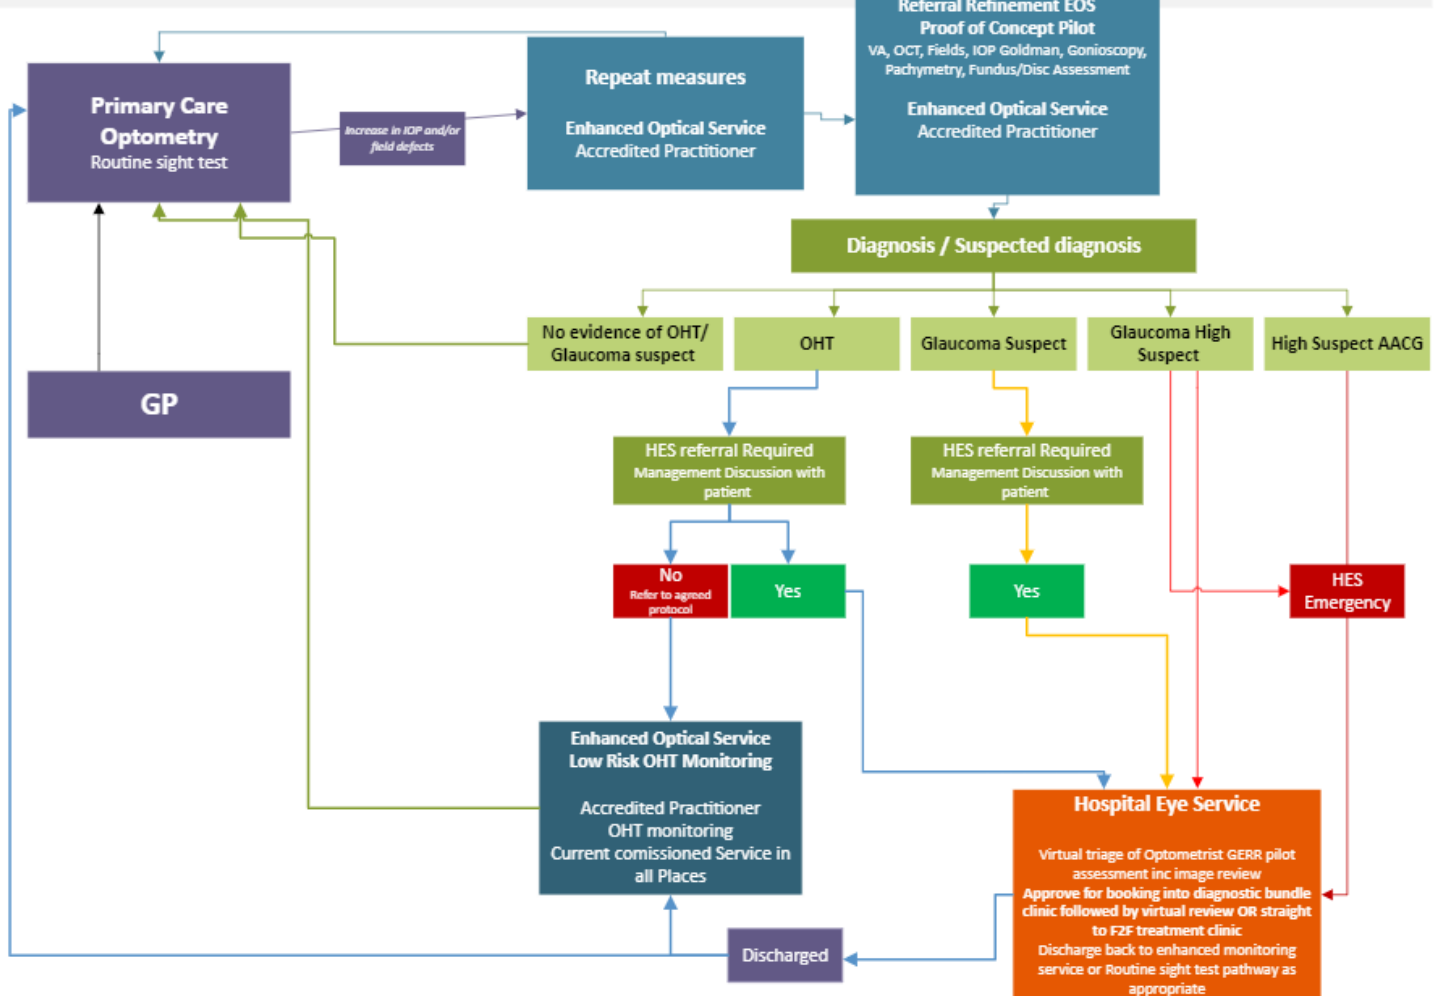 Referral Refinement EOS
Proof of Concept Pilot
VA, OCT, Fields, IOP Goldman, Gonioscopy,
Pachymetry, Fundus/Disc Assessment
Enhanced Optical Service
Accredited Practitioner
Repeat measures
Enhanced Optical Service
Accredited Practitioner
Primary Care
Optometry
Routine sight test
Increase in IOP and/or
field defects
Diagnosis / Suspected diagnosis
No evidence of OHT/
Glaucoma suspect
OHT
Glaucoma Suspect
Glaucoma High
Suspect
High Suspect AACG
GP
HES referral Required
Management Discussion with
patient
HES referral Required
Management Discussion with
patient
No
Refer to agreed
protocol
Yes
Yes
HES
Emergency
Enhanced Optical Service
Low Risk OHT Monitoring
Accredited Practitioner
OHT monitoring
Current comissioned Service in
all Places
Hospital Eye Service
Virtual triage of Optometrist GERR pilot
assessment inc image review
Approve for booking into diagnostic bundle
clinic followed by virtual review OR straight
to F2F treatment clinic
Discharge back to enhanced monitoring
service or Routine sight test pathway as
appropriate
Discharged